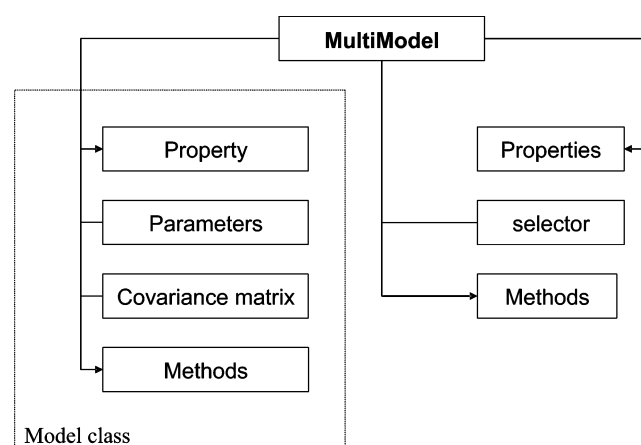 MultiModel
Property
Properties
Parameters
selector
Covariance matrix
Methods
Methods
Model class